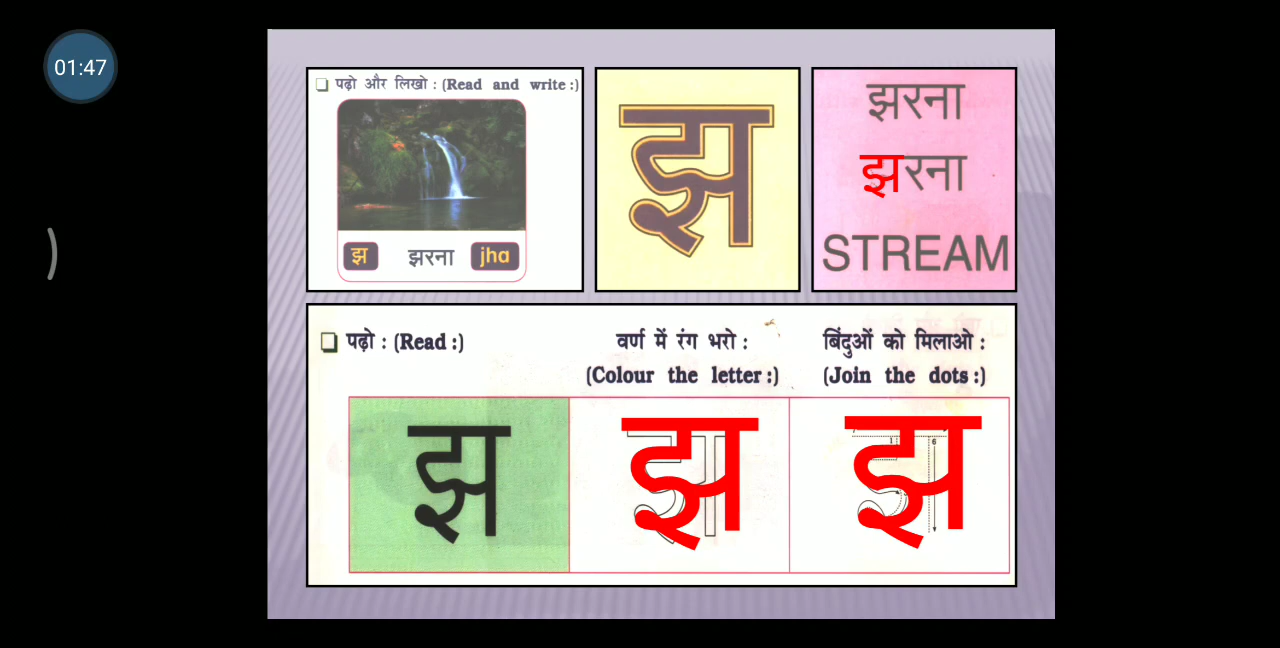 01:47
पढ़ो और लिखो : (Read and write :)
झ झरना jha
झ
झरना
झरना
STREAM
पढ़ो : (Read :)
वर्ण में रंग भरो :
(Colour the letter :)
बिंदुओं को मिलाओ :
(Join the dots :)
झ झ झ